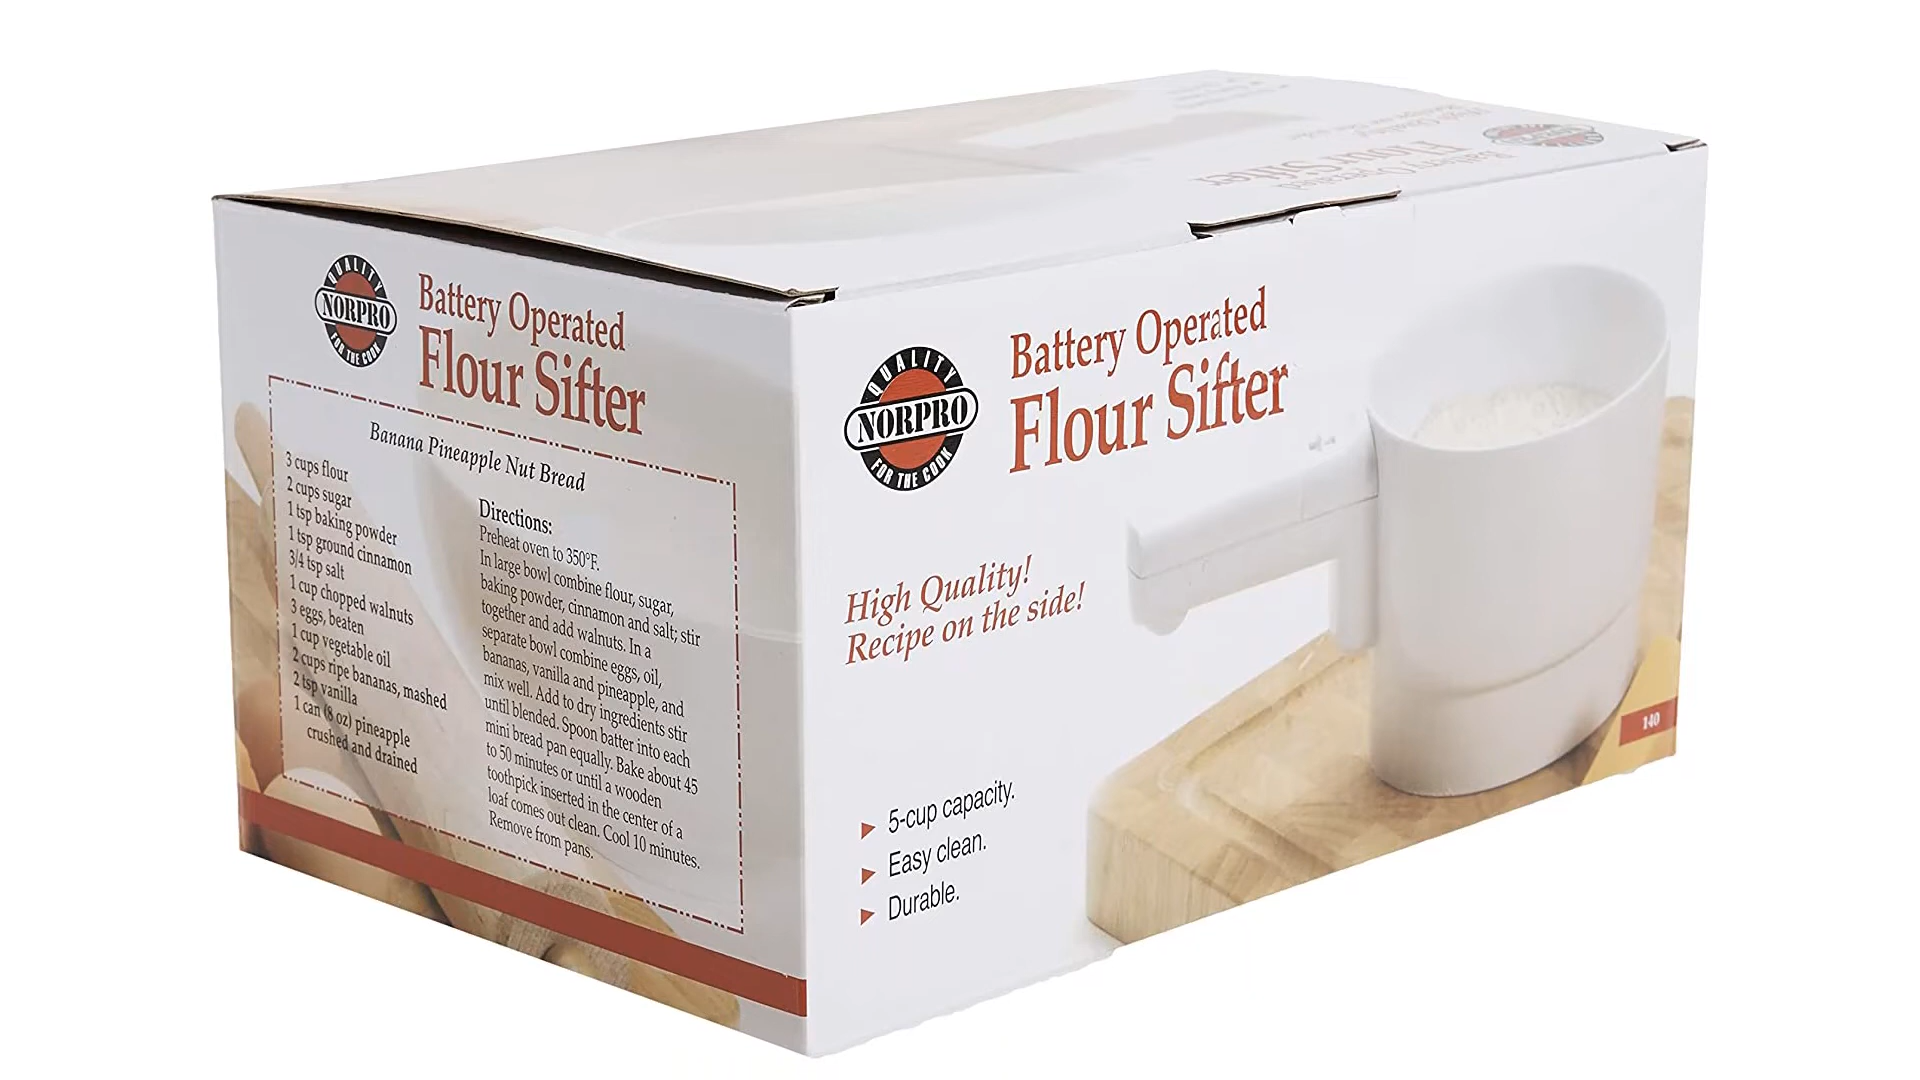 QUALITY
NORPRO
FOR THE COOK
Battery Operated
Flour Sifter
Banana Pineapple Nut Bread
3 cups flour
2 cups sugar
1 tsp baking powder
1 tsp ground cinnamon
3/4 tsp salt
1 cup chopped walnuts
3 eggs, beaten
1 cup vegetable oil
2 cups ripe bananas, mashed
2 tsp vanilla
1 can (8 oz) pineapple
crushed and drained
Directions:
Preheat oven to 350°F.
In large bowl combine flour, sugar,
baking powder, cinnamon and salt; stir
together and add walnuts. In a
separate bowl combine eggs, oil,
bananas, vanilla and pineapple, and
mix well. Add to dry ingredients stir
until blended. Spoon batter into each
mini bread pan equally. Bake about 45
to 50 minutes or until a wooden
toothpick inserted in the center of a
loaf comes out clean. Cool 10 minutes.
Remove from pans.
QUALITY
NORPRO
FOR THE COOK
Battery Operated
Flour Sifter
High Quality!
Recipe on the side!
5-cup capacity.
Easy clean.
Durable.
140
Battery Operated
Flour Sifter